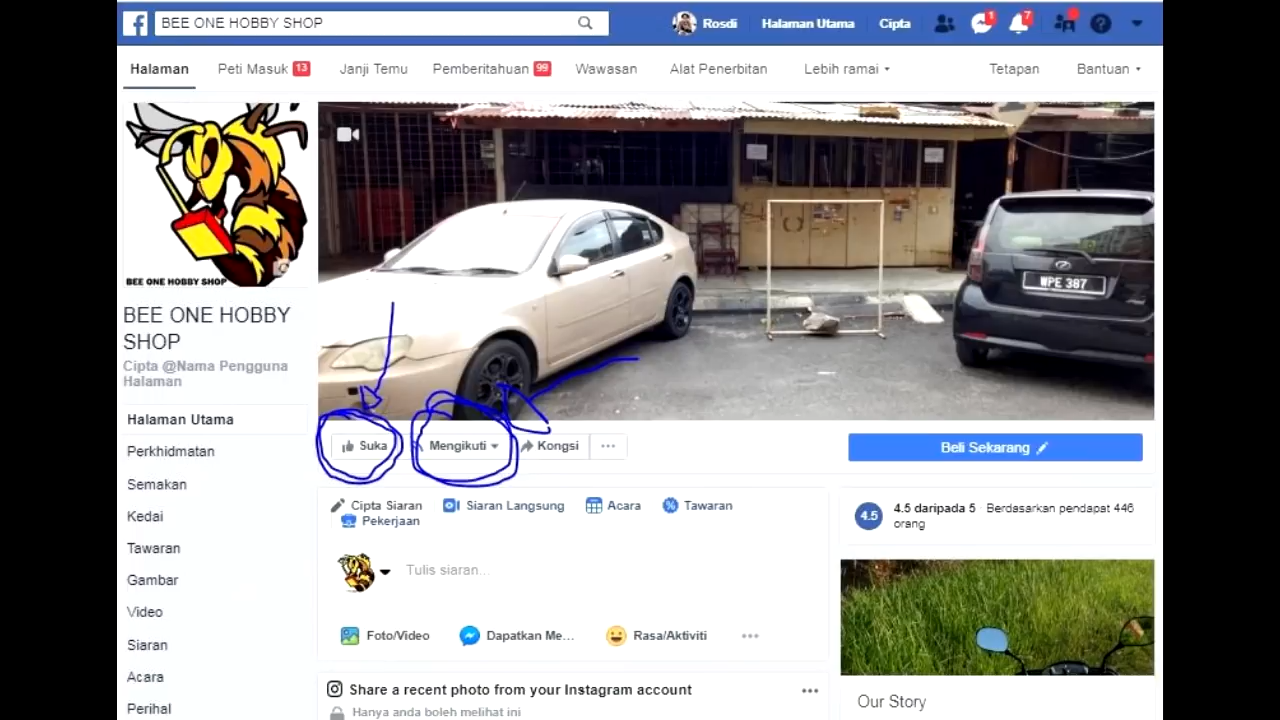 BEE ONE HOBBY SHOP
Rosdi Halaman Utama Cipta 1 7
Halaman Peti Masuk 13 Janji Temu Pemberitahuan 99 Wawasan Alat Penerbitan Lebih ramai Tetapan Bantuan
BEE ONE HOBBY SHOP
WPE 387
BEE ONE HOBBY
SHOP
Cipta @Nama Pengguna
Halaman
Halaman Utama
Perkhidmatan
Semakan
Kedai
Tawaran
Gambar
Video
Siaran
Acara
Perihal
Suka Mengikuti Kongsi ...
Beli Sekarang
Cipta Siaran Siaran Langsung Acara Tawaran
Pekerjaan
Tulis siaran...
Foto/Video Dapatkan Me... Rasa/Aktiviti ...
Share a recent photo from your Instagram account ...
Hanya anda boleh melihat ini
4.5 4.5 daripada 5 · Berdasarkan pendapat 446
orang
Our Story